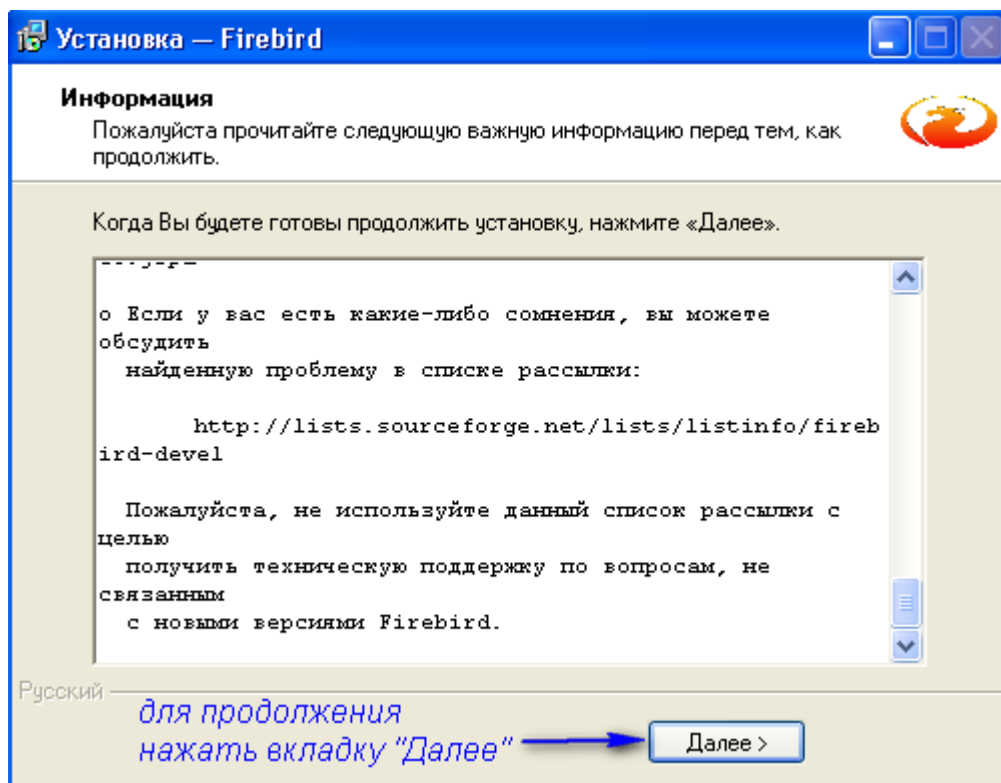 Установка — Firebird
Информация
Пожалуйста прочитайте следующую важную информацию перед тем, как
продолжить.
Когда Вы будете готовы продолжить установку, нажмите «Далее».
о Если у вас есть какие-либо сомнения, вы можете
обсудить
найденную проблему в списке рассылки:
http://lists.sourceforge.net/lists/listinfo/fireb
ird-devel
Пожалуйста, не используйте данный список рассылки с
целью
получить техническую поддержку по вопросам, не
связанным
с новыми версиями Firebird.
Русский
для продолжения
нажать вкладку "Далее"
Далее >